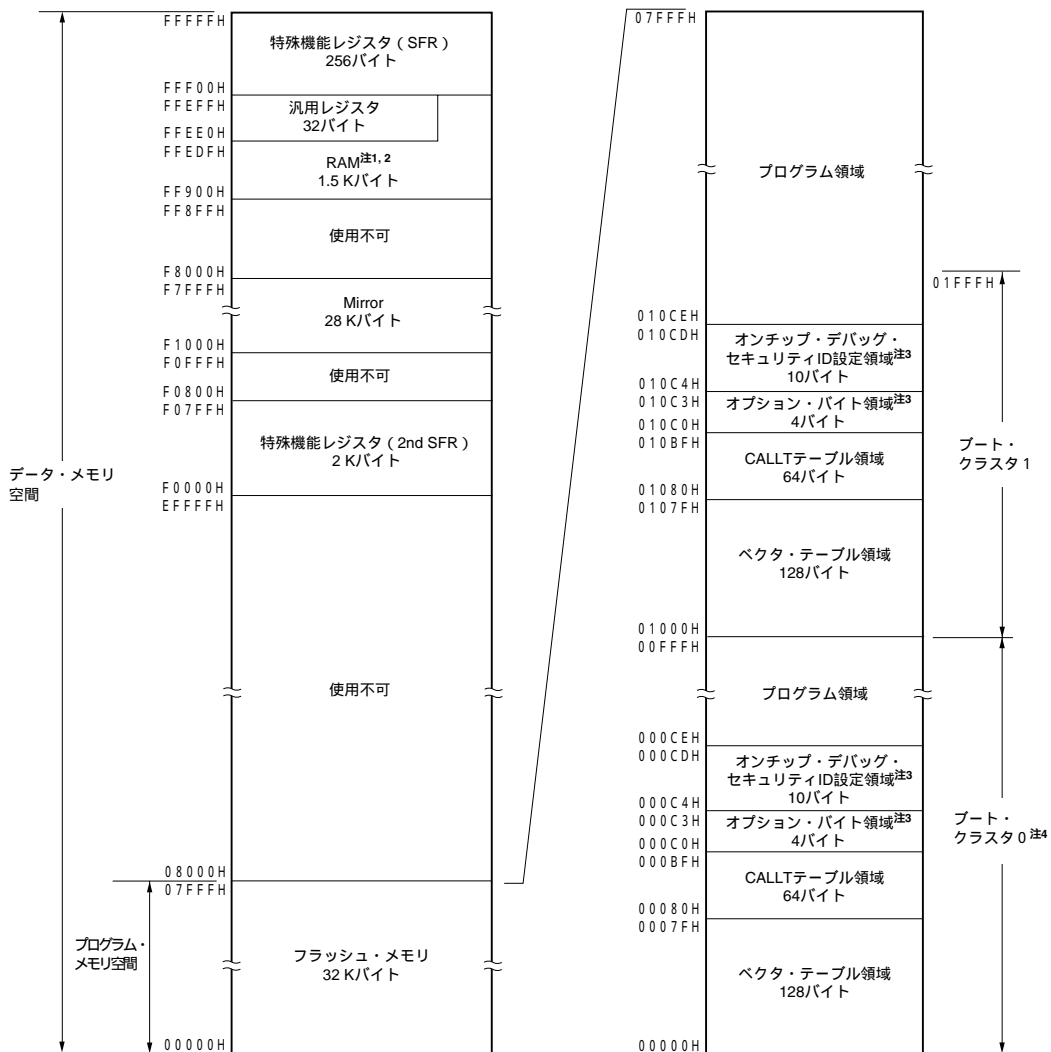 FFFFFH
特殊機能レジスタ（SFR）
256バイト
FFF00H
FFEFFH
汎用レジスタ
32バイト
FFEE0H
FFEDFH
RAM注1, 2
1.5 Kバイト
FF900H
FF8FFH
使用不可
F8000H
F7FFFH
Mirror
28 Kバイト
F1000H
F0FFFH
使用不可
F0800H
F07FFH
特殊機能レジスタ（2nd SFR）
2 Kバイト
データ・メモリ
空間
F0000H
EFFFFH
使用不可
08000H
07FFFH
プログラム・
メモリ空間
フラッシュ・メモリ
32 Kバイト
00000H
07FFFH
プログラム領域
01FFFH
010CEH
010CDH
オンチップ・デバッグ・
セキュリティID設定領域注3
10バイト
010C4H
010C3H
オプション・バイト領域注3
4バイト
010C0H
010BFH
CALLTテーブル領域
64バイト
ブート・
クラスタ1
01080H
0107FH
ベクタ・テーブル領域
128バイト
01000H
00FFFH
プログラム領域
000CEH
000CDH
オンチップ・デバッグ・
セキュリティID設定領域注3
10バイト
000C4H
000C3H
オプション・バイト領域注3
4バイト
ブート・
クラスタ0注4
000C0H
000BFH
CALLTテーブル領域
64バイト
00080H
0007FH
ベクタ・テーブル領域
128バイト
00000H